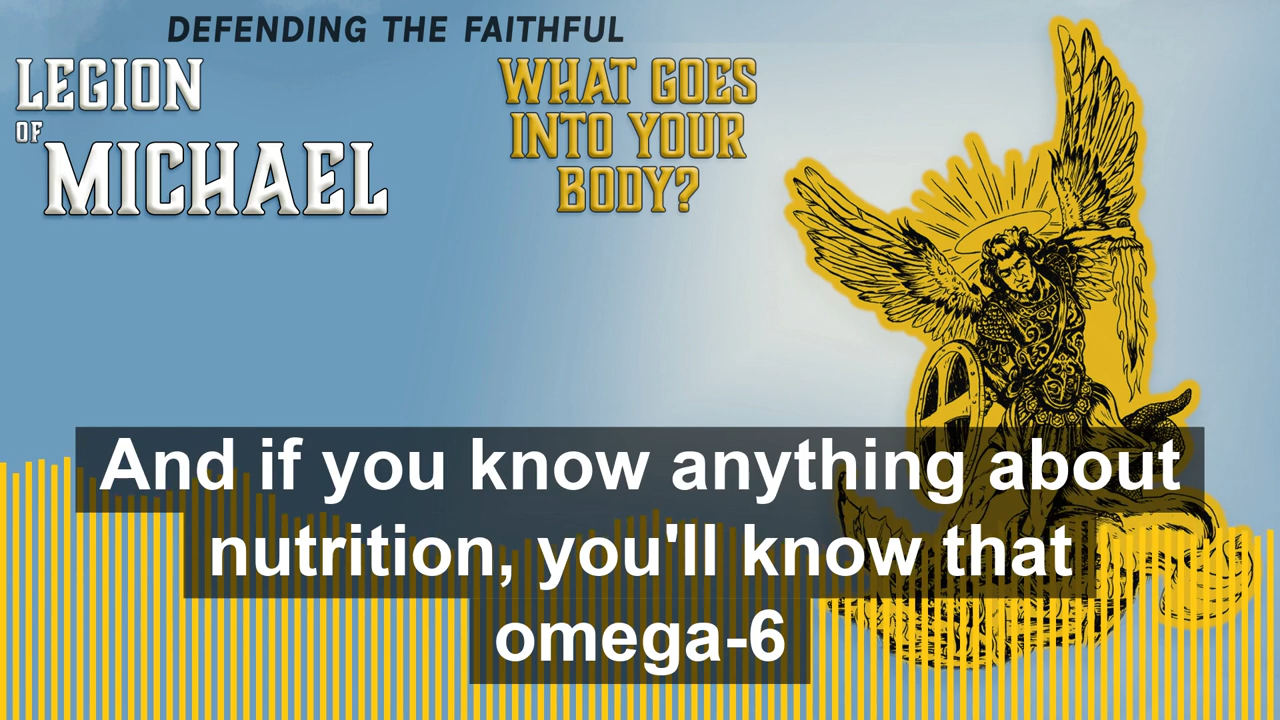 DEFENDING THE FAITHFUL
LEGION
OF
MICHAEL
WHAT GOES
INTO YOUR
BODY?
And if you know anything about
nutrition, you'll know that
omega-6